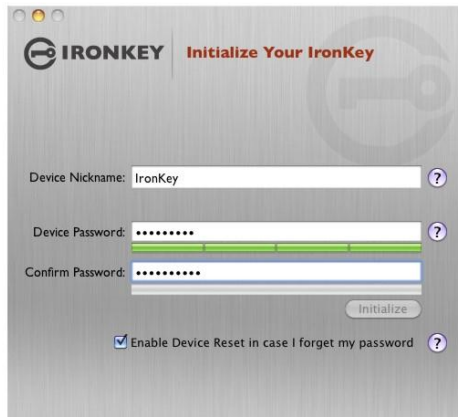 IRONKEY
Initialize Your IronKey
Device Nickname: IronKey ?
Device Password: ••••••••• ?
Confirm Password: ••••••••••
Initialize
Enable Device Reset in case I forget my password ?